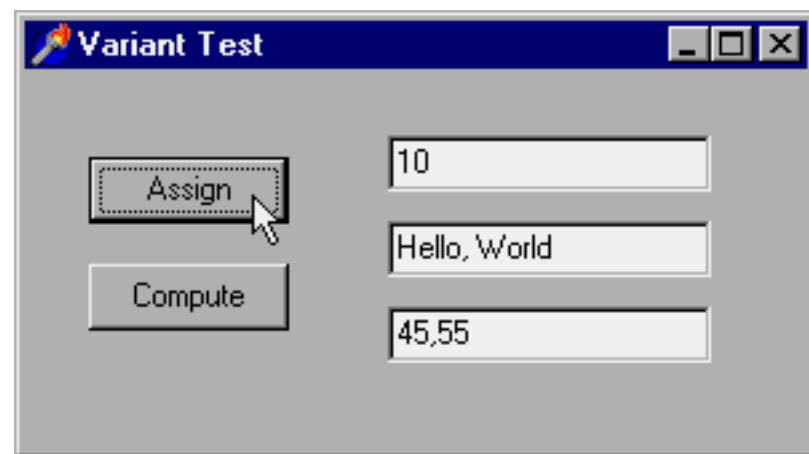 Variant Test
Assign
10
Hello, World
Compute
45,55